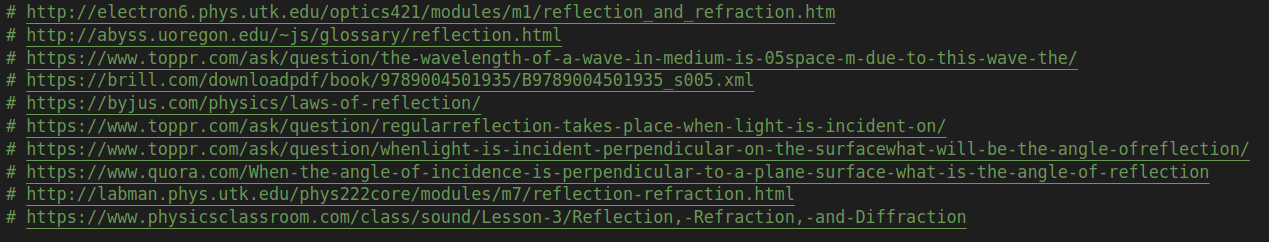 # http://electron6.phys.utk.edu/optics421/modules/m1/reflection_and_refraction.htm
# http://abyss.uoregon.edu/~js/glossary/reflection.html
# https://www.toppr.com/ask/question/the-wavelength-of-a-wave-in-medium-is-05space-m-due-to-this-wave-the/
# https://brill.com/downloadpdf/book/9789004501935/B9789004501935_s005.xml
# https://byjus.com/physics/laws-of-reflection/
# https://www.toppr.com/ask/question/regularreflection-takes-place-when-light-is-incident-on/
# https://www.toppr.com/ask/question/whenlight-is-incident-perpendicular-on-the-surfacewhat-will-be-the-angle-ofreflection/
# https://www.quora.com/When-the-angle-of-incidence-is-perpendicular-to-a-plane-surface-what-is-the-angle-of-reflection
# http://labman.phys.utk.edu/phys222core/modules/m7/reflection-refraction.html
# https://www.physicsclassroom.com/class/sound/Lesson-3/Reflection,-Refraction,-and-Diffraction